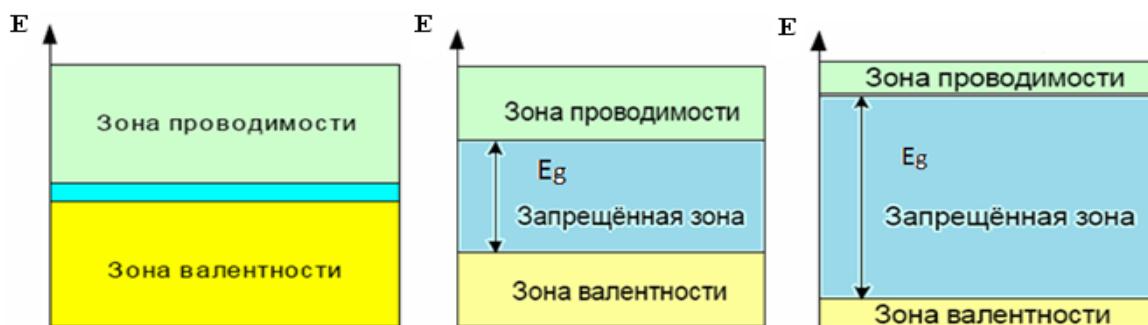 E
Зона проводимости
Зона валентности
E
Зона проводимости
Eg
Запрещённая зона
Зона валентности
E
Зона проводимости
Eg
Запрещённая зона
Зона валентности